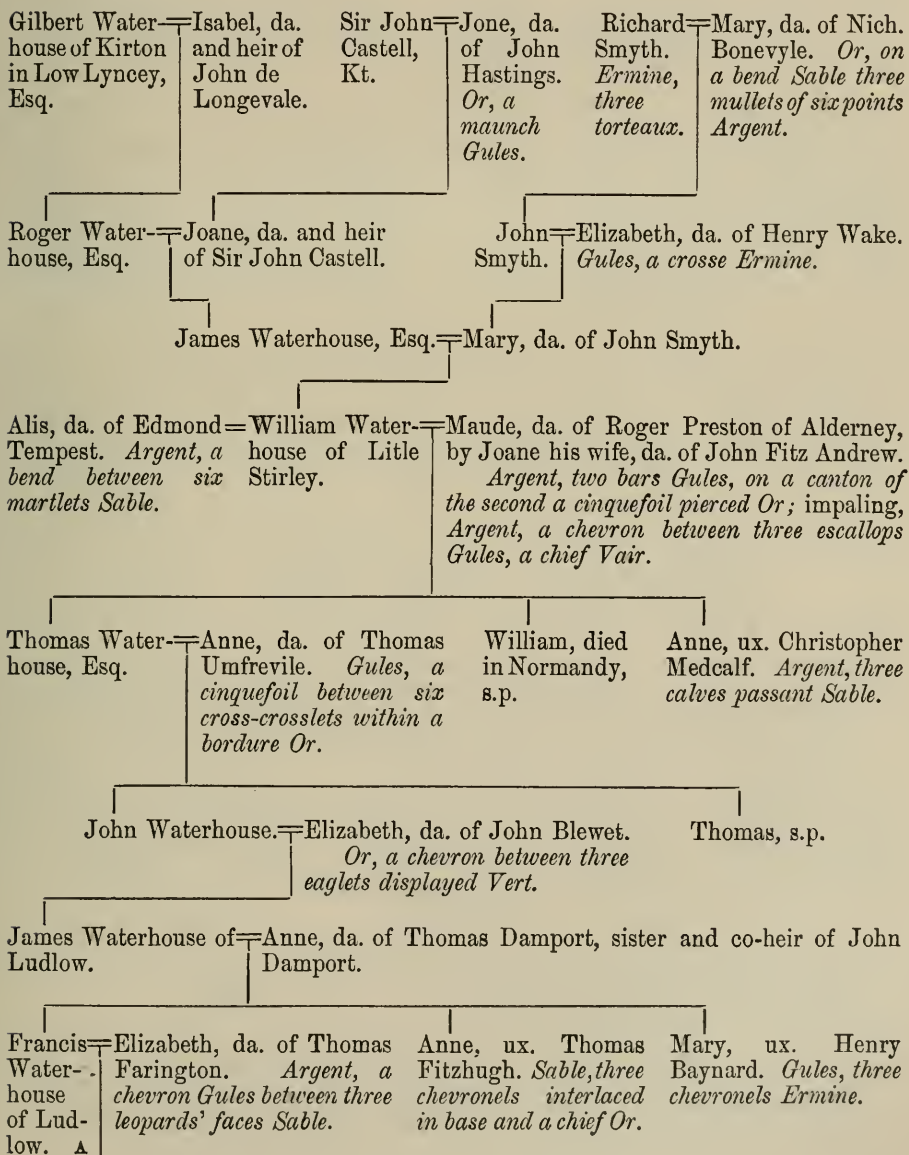 Gilbert Water-
house of Kirton
in Low Lyncey,
Esq.
Isabel, da.
and heir of
John de
Longevale.
Sir John
Castell,
Kt.
Jone, da.
of John
Hastings.
Or, a
maunch
Gules.
Richard
Smyth.
Ermine,
three
torteaux.
Mary, da. of Nich.
Bonevyle. Or, on
a bend Sable three
mullets of six points
Argent.
Roger Water-
house, Esq.
Joane, da. and heir
of Sir John Castell.
John
Smyth.
Elizabeth, da. of Henry Wake.
Gules, a crosse Ermine.
James Waterhouse, Esq.
Mary, da. of John Smyth.
Alis, da. of Edmond
Tempest. Argent, a
bend between six
martlets Sable.
William Water-
house of Litle
Stirley.
Maude, da. of Roger Preston of Alderney,
by Joane his wife, da. of John Fitz Andrew.
Argent, two bars Gules, on a canton of
the second a cinquefoil pierced Or; impaling,
Argent, a chevron between three escallops
Gules, a chief Vair.
Thomas Water-
house, Esq.
Anne, da. of Thomas
Umfrevile. Gules, a
cinquefoil between six
cross-crosslets within a
bordure Or.
William, died
in Normandy,
s.p.
Anne, ux. Christopher
Medcalf. Argent, three
calves passant Sable.
John Waterhouse.
Elizabeth, da. of John Blewet.
Or, a chevron between three
eaglets displayed Vert.
Thomas, s.p.
James Waterhouse of
Ludlow.
Anne, da. of Thomas Damport, sister and co-heir of John
Damport.
Francis
Water-
house
of Lud-
low. A
Elizabeth, da. of Thomas
Farington. Argent, a
chevron Gules between three
leopards' faces Sable.
Anne, ux. Thomas
Fitzhugh. Sable, three
chevronels interlaced
in base and a chief Or.
Mary, ux. Henry
Baynard. Gules, three
chevronels Ermine.